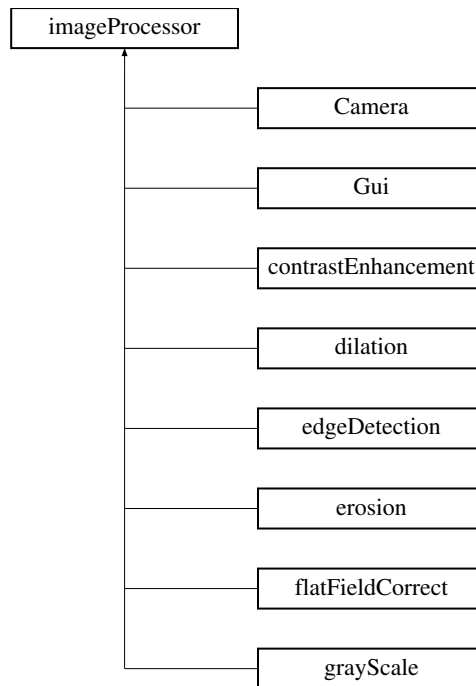 imageProcessor
Camera
Gui
contrastEnhancement
dilation
edgeDetection
erosion
flatFieldCorrect
grayScale